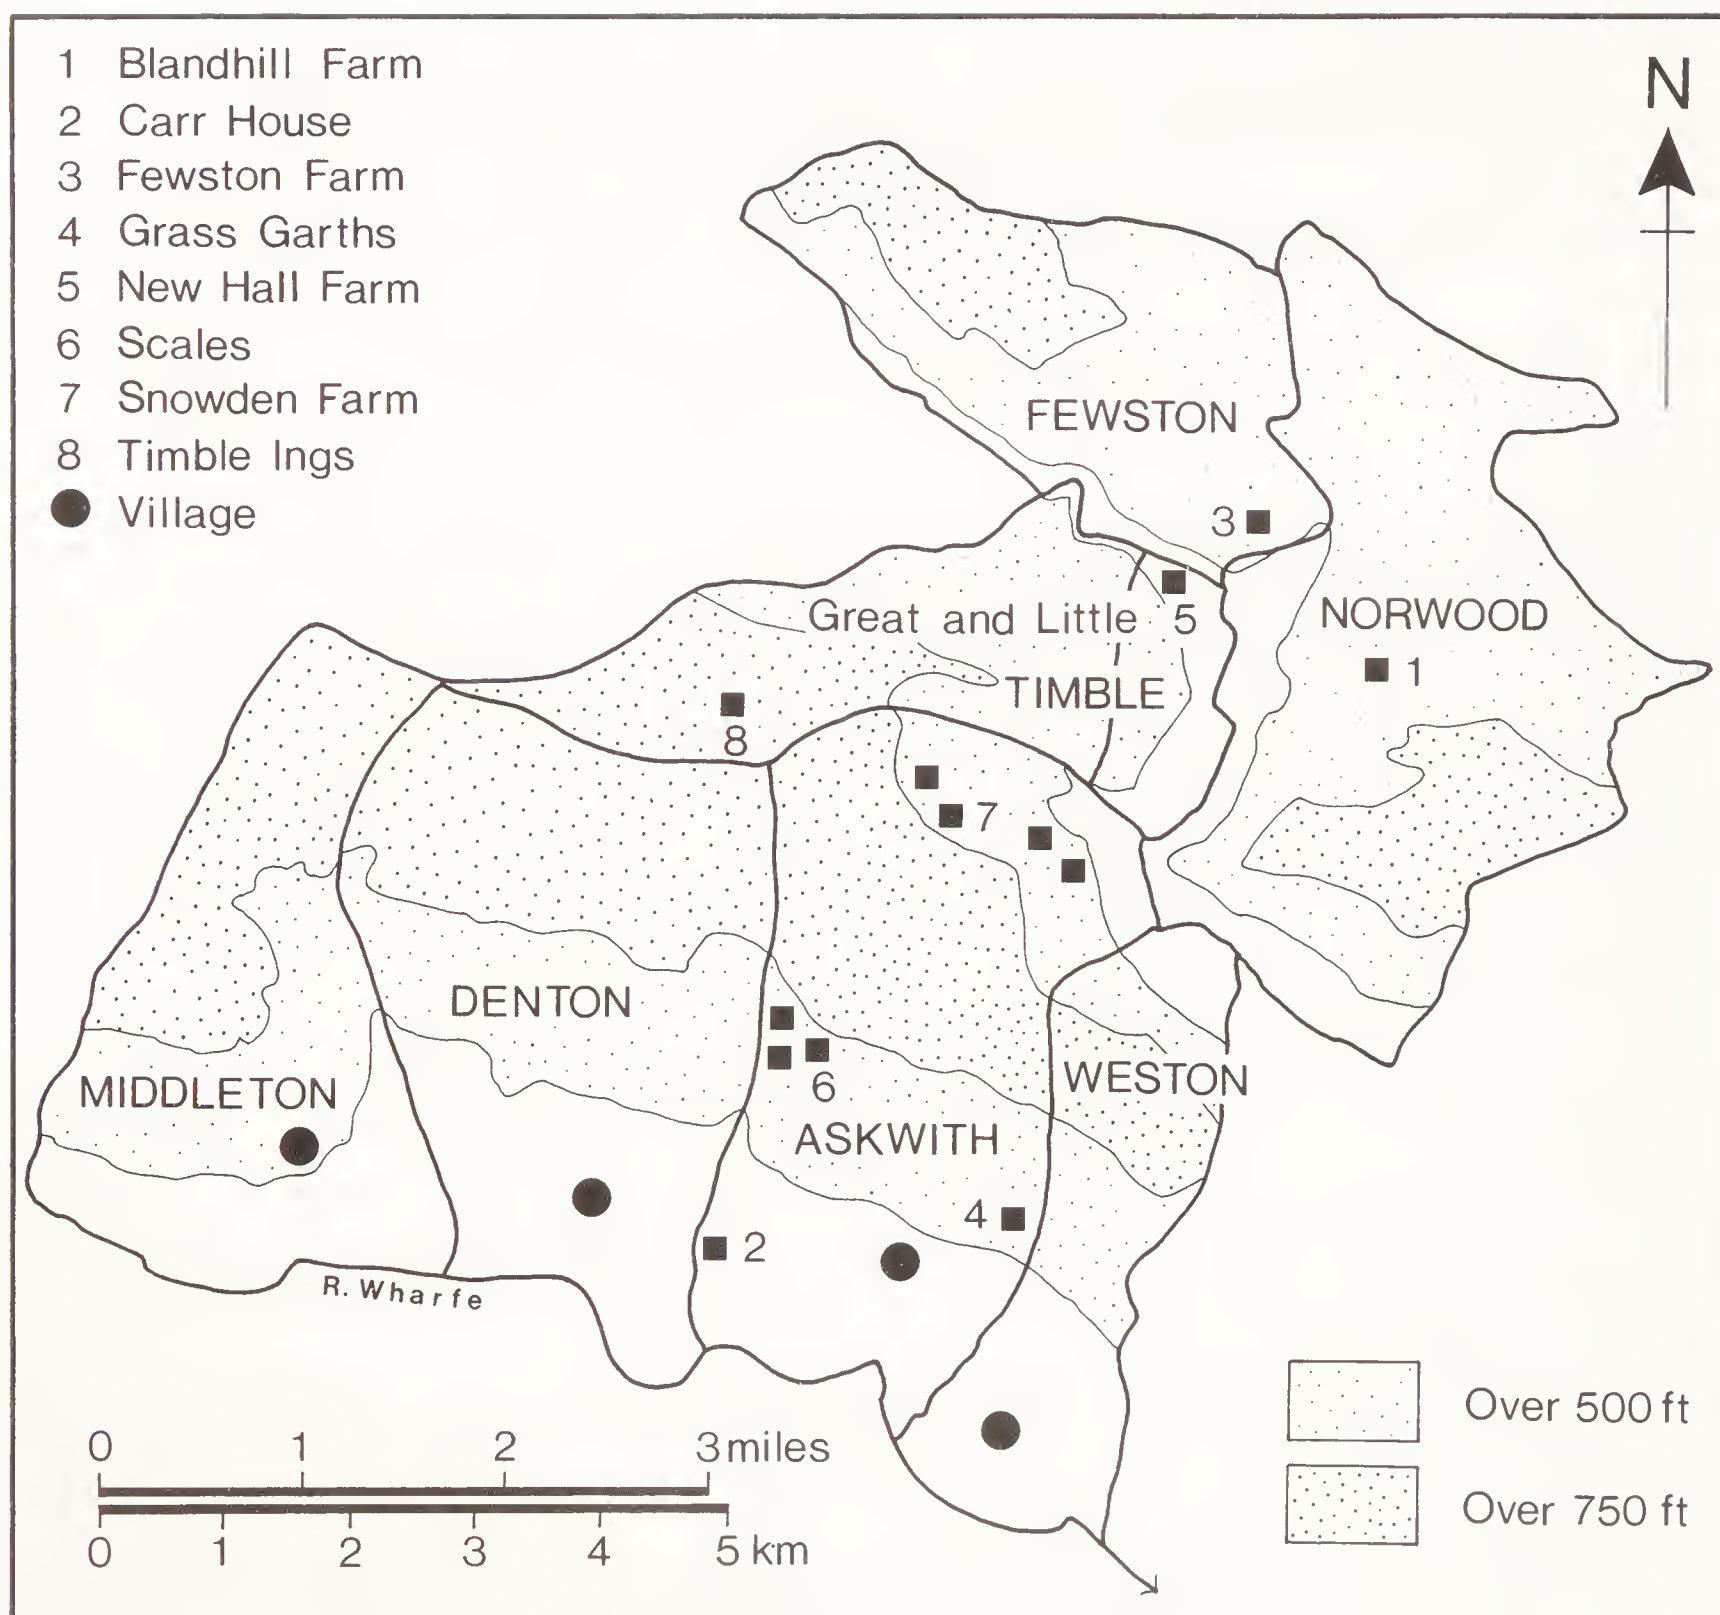 1 Blandhill Farm
2 Carr House
3 Fewston Farm
4 Grass Garths
5 New Hall Farm
6 Scales
7 Snowden Farm
8 Timble Ings
Village
N
FEWSTON
3
Great and Little
5
NORWOOD
1
TIMBLE
8
7
DENTON
MIDDLETON
6
WESTON
ASKWITH
4
2
R. Wharfe
Over 500 ft
0 1 2 3 miles
Over 750 ft
0 1 2 3 4 5 km